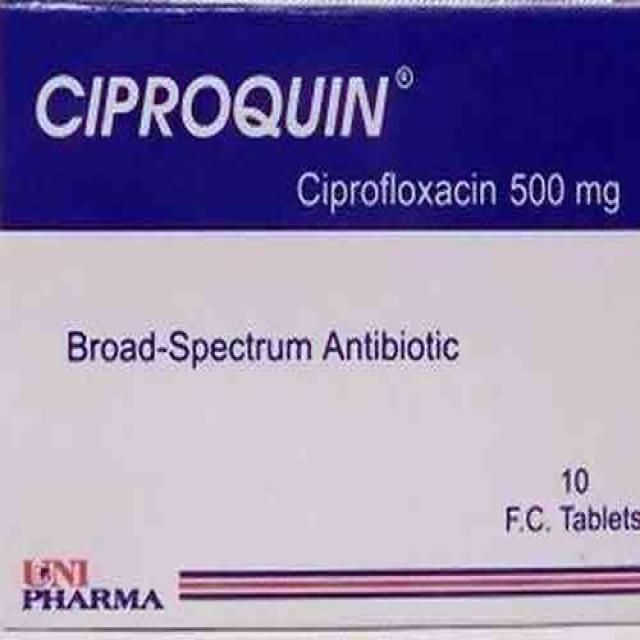 CIPROQUIN®
Ciprofloxacin 500 mg
Broad-Spectrum Antibiotic
10
F.C. Tablets
UNI
PHARMA